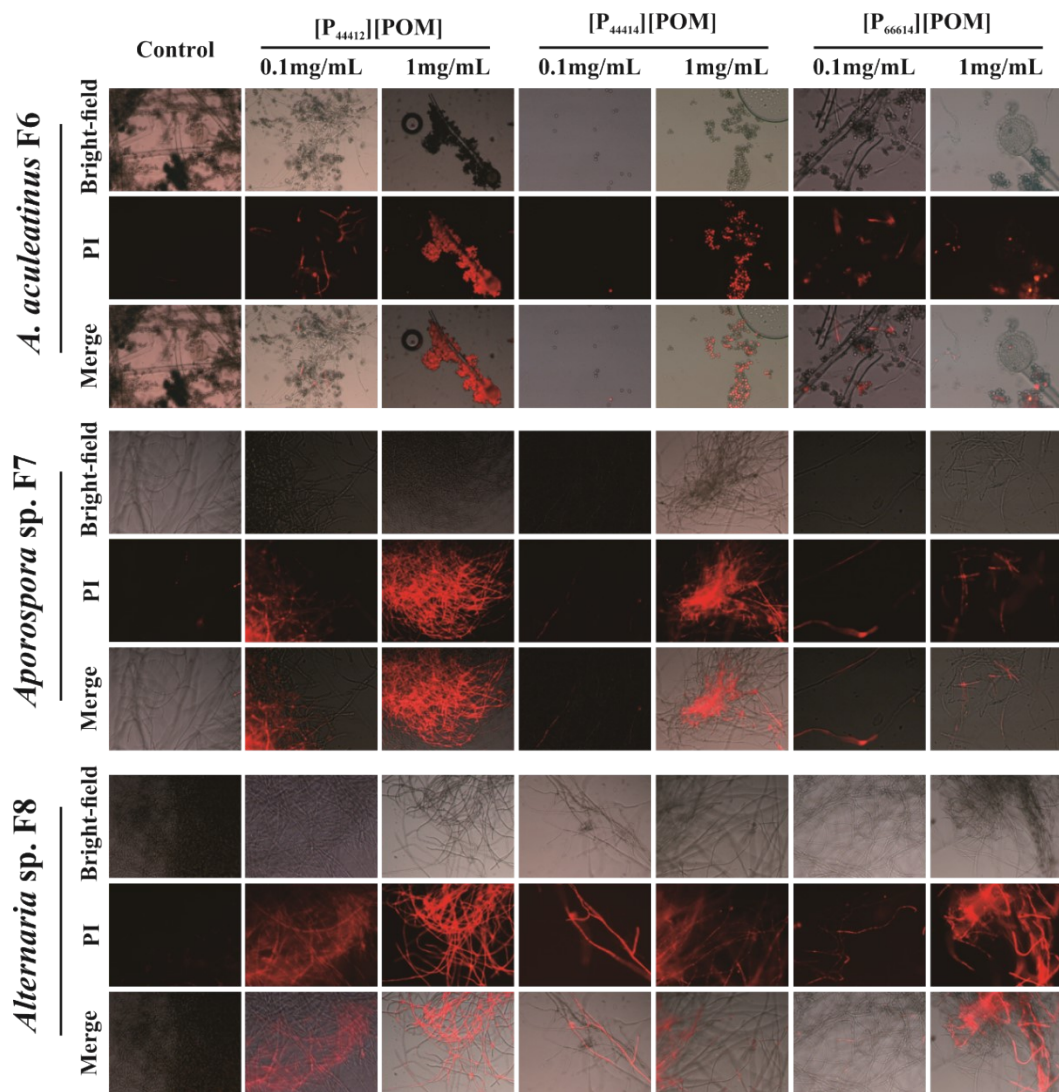 Control [P₄₄₄₁₂][POM] [P₄₄₄₁₄][POM] [P₆₆₆₁₄][POM]
0.1mg/mL 1mg/mL 0.1mg/mL 1mg/mL 0.1mg/mL 1mg/mL
A. aculeatinus F6
Bright-field
PI
Merge
Aporospora sp. F7
Bright-field
PI
Merge
Alternaria sp. F8
Bright-field
PI
Merge